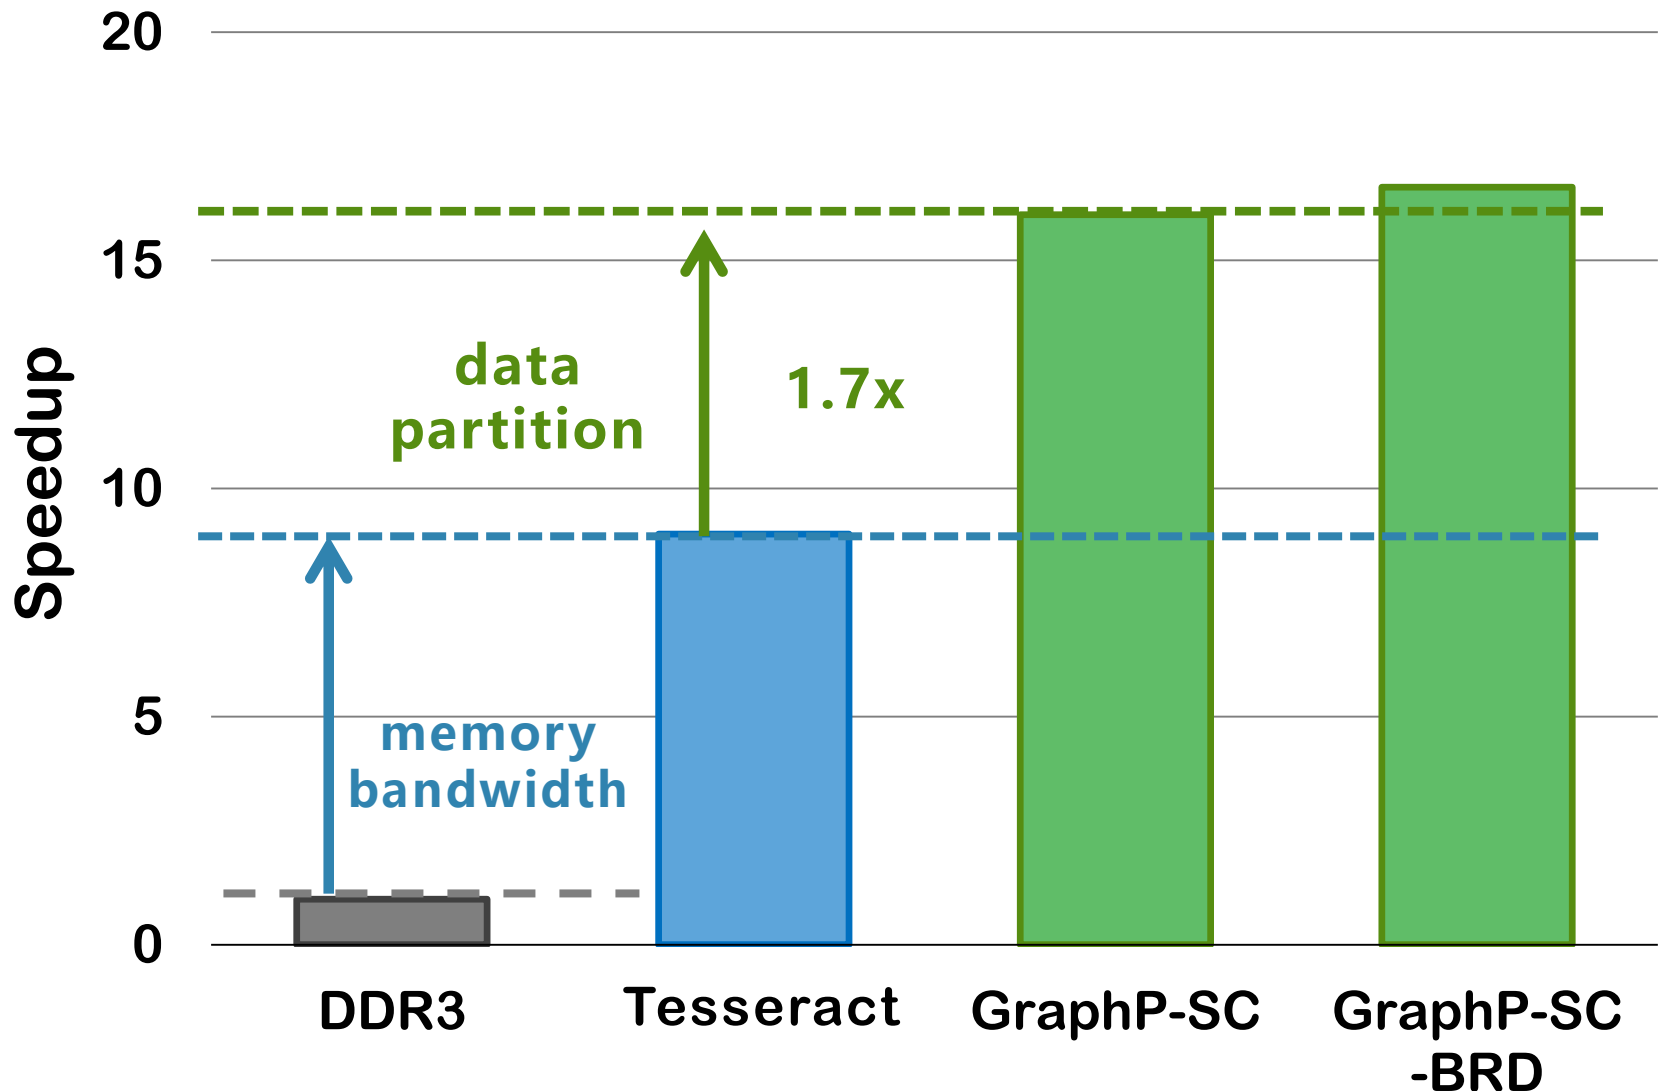 20
15
10
5
0
Speedup
data
partition
1.7x
memory
bandwidth
DDR3
Tesseract
GraphP-SC
GraphP-SC
-BRD